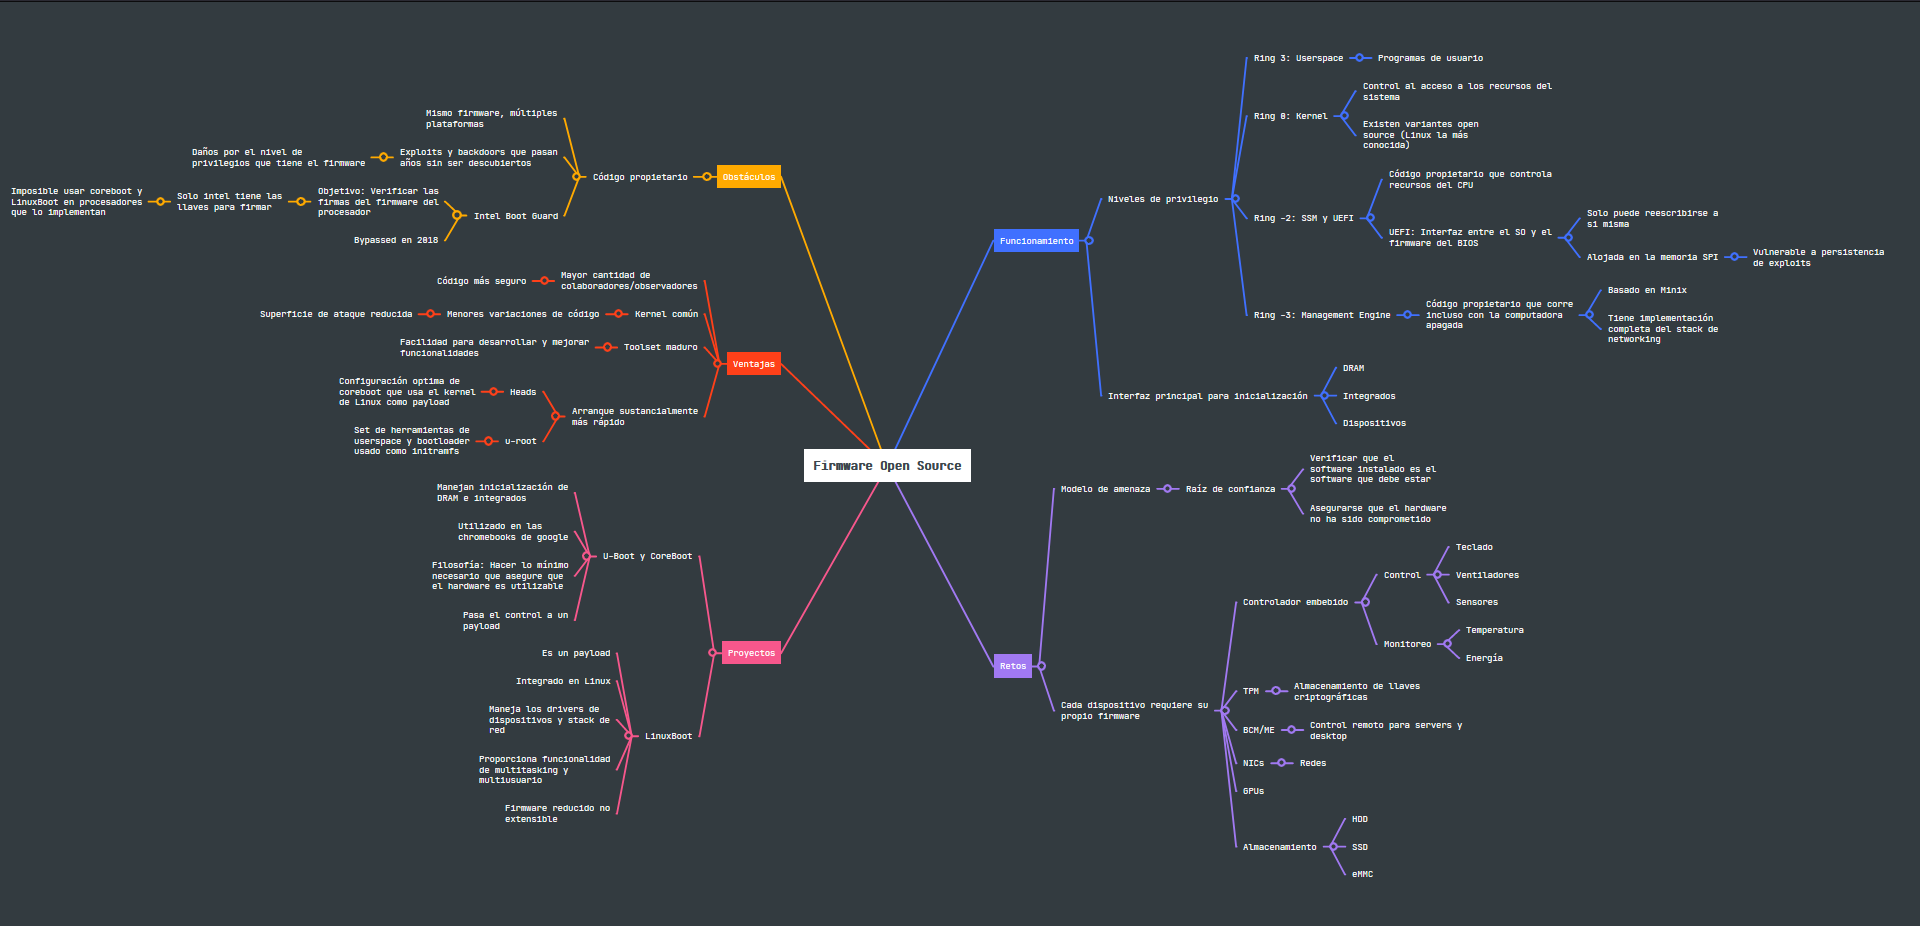 Firmware Open Source
Obstáculos
Código propietario
Mismo firmware, múltiples
plataformas
Exploits y backdoors que pasan
años sin ser descubiertos
Daños por el nivel de
privilegios que tiene el firmware
Intel Boot Guard
Objetivo: Verificar las
firmas del firmware del
procesador
Solo intel tiene las
llaves para firmar
Imposible usar coreboot y
LinuxBoot en procesadores
que lo implementan
Bypassed en 2018
Ventajas
Mayor cantidad de
colaboradores/observadores
Código más seguro
Kernel común
Menores variaciones de código
Superficie de ataque reducida
Toolset maduro
Facilidad para desarrollar y mejorar
funcionalidades
Arranque sustancialmente
más rápido
Heads
Configuración optima de
coreboot que usa el kernel
de Linux como payload
u-root
Set de herramientas de
userspace y bootloader
usado como initramfs
Proyectos
U-Boot y CoreBoot
Manejan inicialización de
DRAM e integrados
Utilizado en las
chromebooks de google
Filosofía: Hacer lo mínimo
necesario que asegure que
el hardware es utilizable
Pasa el control a un
payload
LinuxBoot
Es un payload
Integrado en Linux
Maneja los drivers de
dispositivos y stack de
red
Proporciona funcionalidad
de multitasking y
multiusuario
Firmware reducido no
extensible
Funcionamiento
Niveles de privilegio
Ring 3: Userspace
Programas de usuario
Ring 0: Kernel
Control al acceso a los recursos del
sistema
Existen variantes open
source (Linux la más
conocida)
Ring -2: SSM y UEFI
Código propietario que controla
recursos del CPU
UEFI: Interfaz entre el SO y el
firmware del BIOS
Solo puede reescribirse a
si misma
Alojada en la memoria SPI
Vulnerable a persistencia
de exploits
Ring -3: Management Engine
Código propietario que corre
incluso con la computadora
apagada
Basado en Minix
Tiene implementación
completa del stack de
networking
Interfaz principal para inicialización
DRAM
Integrados
Dispositivos
Retos
Modelo de amenaza
Raíz de confianza
Verificar que el
software instalado es el
software que debe estar
Asegurarse que el hardware
no ha sido comprometido
Cada dispositivo requiere su
propio firmware
Controlador embebido
Control
Teclado
Ventiladores
Sensores
Monitoreo
Temperatura
Energía
TPM
Almacenamiento de llaves
criptográficas
BCM/ME
Control remoto para servers y
desktop
NICs
Redes
GPUs
Almacenamiento
HDD
SSD
eMMC